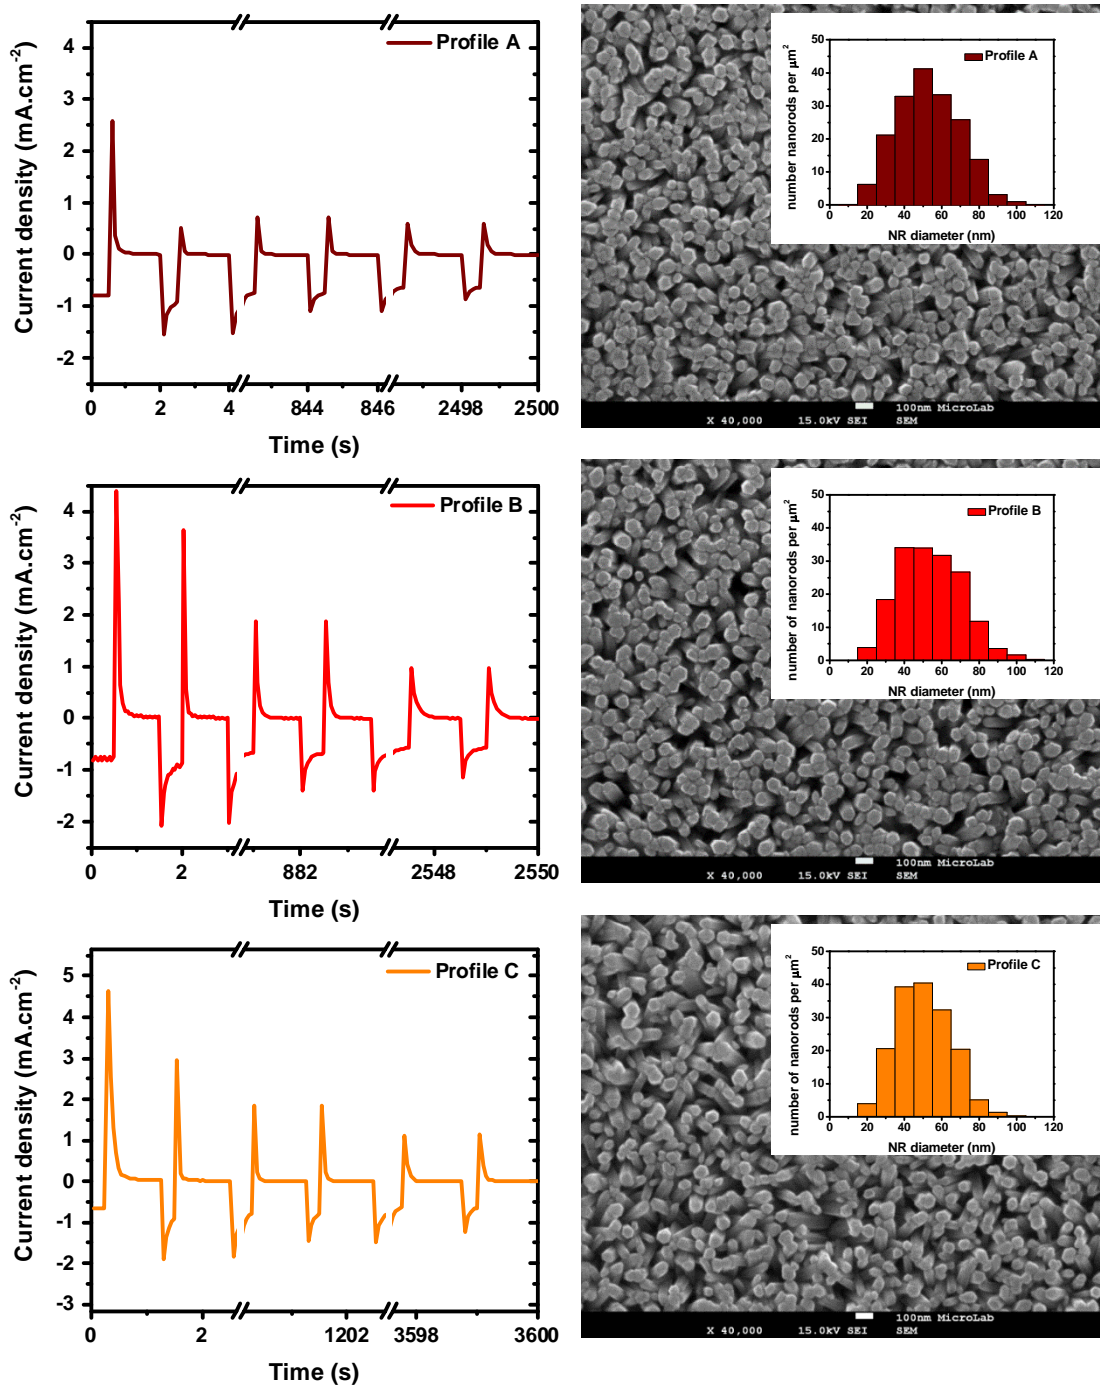 Profile A
Current density (mA.cm-2)
4
3
2
1
0
-1
-2
0 2 4 844 846 2498 2500
Time (s)
Profile A
number nanorods per μm2
50
40
30
20
10
0
0 20 40 60 80 100 120
NR diameter (nm)
100nm MicroLab
X 40,000 15.0kV SEI SEM
Profile B
Current density (mA.cm-2)
4
3
2
1
0
-1
-2
0 2 882 2548 2550
Time (s)
Profile B
number of nanorods per μm2
50
40
30
20
10
0
0 20 40 60 80 100 120
NR diameter (nm)
100nm MicroLab
X 40,000 15.0kV SEI SEM
Profile C
Current density (mA.cm-2)
5
4
3
2
1
0
-1
-2
-3
0 2 1202 3598 3600
Time (s)
Profile C
number of nanorods per μm2
50
40
30
20
10
0
0 20 40 60 80 100 120
NR diameter (nm)
100nm MicroLab
X 40,000 15.0kV SEI SEM